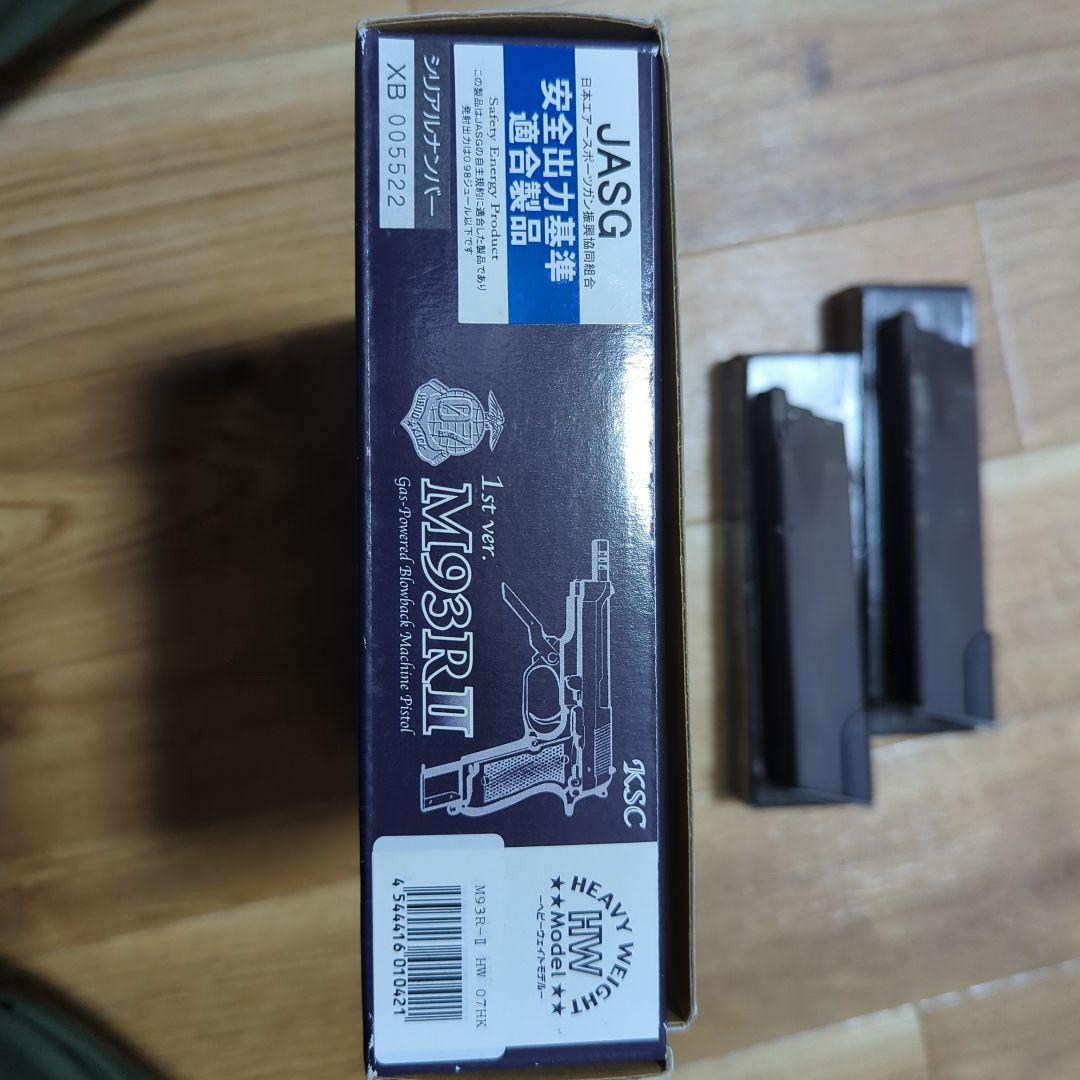 JASG
日本エアースポーツガン振興協同組合
安全出力基準
適合製品
Safety Energy Product
この製品はJASGの自主規約に適合した製品であり
発射出力は0.98ジュール以下です
シリアルナンバー
XB 005522
1st ver.
M93RII
Gas-Powered Blowback Machine Pistol
KSC
HEAVY WEIGHT
HW
★★Model★★
ーヘビーウェイトモデルー
M93R-Ⅱ HW 07HK
4 544416 010421